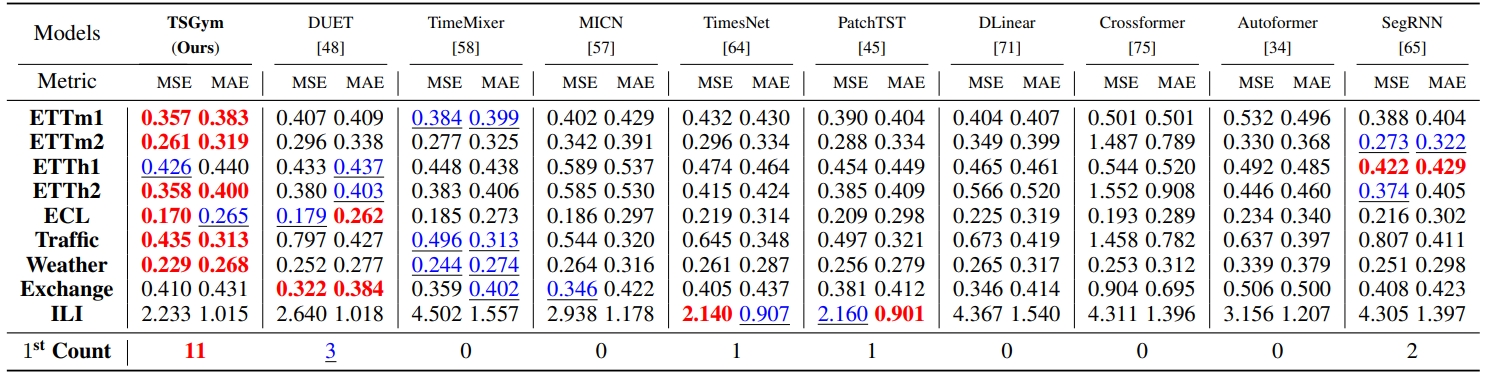 Models TSGym (Ours) DUET [48] TimeMixer [58] MICN [57] TimesNet [64] PatchTST [45] DLinear [71] Crossformer [75] Autoformer [34] SegRNN [65]
Metric MSE MAE MSE MAE MSE MAE MSE MAE MSE MAE MSE MAE MSE MAE MSE MAE MSE MAE MSE MAE
ETTm1 0.357 0.383 0.407 0.409 0.384 0.399 0.402 0.429 0.432 0.430 0.390 0.404 0.404 0.407 0.501 0.501 0.532 0.496 0.388 0.404
ETTm2 0.261 0.319 0.296 0.338 0.277 0.325 0.342 0.391 0.296 0.334 0.288 0.334 0.349 0.399 1.487 0.789 0.330 0.368 0.273 0.322
ETTh1 0.426 0.440 0.433 0.437 0.448 0.438 0.589 0.537 0.474 0.464 0.454 0.449 0.465 0.461 0.544 0.520 0.492 0.485 0.422 0.429
ETTh2 0.358 0.400 0.380 0.403 0.383 0.406 0.585 0.530 0.415 0.424 0.385 0.409 0.566 0.520 1.552 0.908 0.446 0.460 0.374 0.405
ECL 0.170 0.265 0.179 0.262 0.185 0.273 0.186 0.297 0.219 0.314 0.209 0.298 0.225 0.319 0.193 0.289 0.234 0.340 0.216 0.302
Traffic 0.435 0.313 0.797 0.427 0.496 0.313 0.544 0.320 0.645 0.348 0.497 0.321 0.673 0.419 1.458 0.782 0.637 0.397 0.807 0.411
Weather 0.229 0.268 0.252 0.277 0.244 0.274 0.264 0.316 0.261 0.287 0.256 0.279 0.265 0.317 0.253 0.312 0.339 0.379 0.251 0.298
Exchange 0.410 0.431 0.322 0.384 0.359 0.402 0.346 0.422 0.405 0.437 0.381 0.412 0.346 0.414 0.904 0.695 0.506 0.500 0.408 0.423
ILI 2.233 1.015 2.640 1.018 4.502 1.557 2.938 1.178 2.140 0.907 2.160 0.901 4.367 1.540 4.311 1.396 3.156 1.207 4.305 1.397
1st Count 11 3 0 0 1 1 0 0 0 2